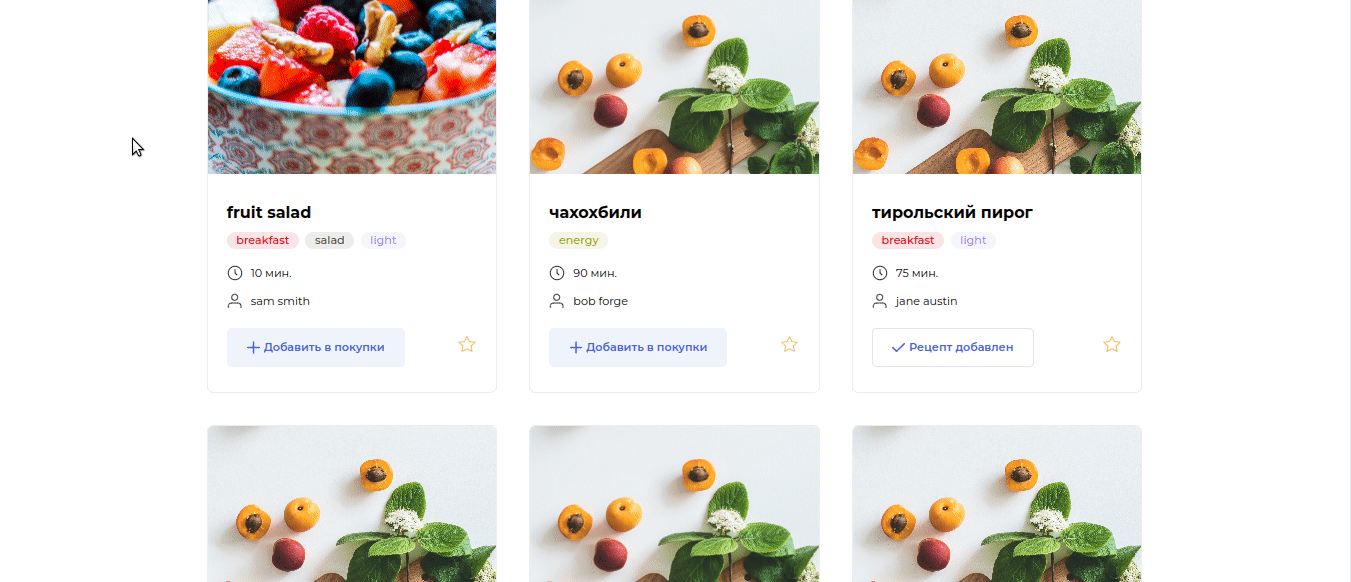 fruit salad
breakfast salad light
10 мин.
sam smith
Добавить в покупки
чахохбили
energy
90 мин.
bob forge
Добавить в покупки
тирольский пирог
breakfast light
75 мин.
jane austin
Рецепт добавлен